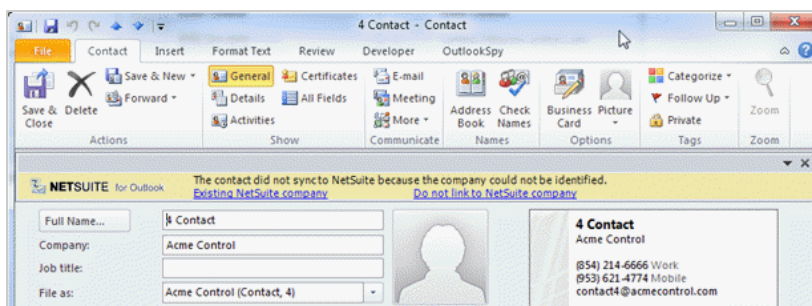 4 Contact - Contact
File Contact Insert Format Text Review Developer OutlookSpy
Save & Close
Delete
Save & New
Forward
Actions
General
Details
Activities
Certificates
All Fields
Show
E-mail
Meeting
More
Communicate
Address Book
Check Names
Names
Business Card
Picture
Options
Categorize
Follow Up
Private
Tags
Zoom
Zoom
NETSUITE for Outlook
The contact did not sync to NetSuite because the company could not be identified.
Existing NetSuite company Do not link to NetSuite company
Full Name... 4 Contact
Company: Acme Control
Job title:
File as: Acme Control (Contact, 4)
4 Contact
Acme Control
(854) 214-6666 Work
(953) 621-4774 Mobile
contact4@acmecontrol.com